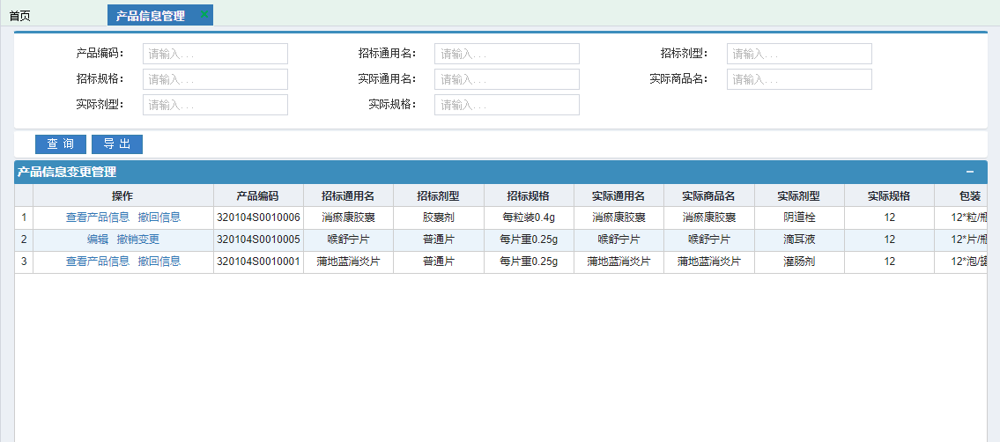 首页 产品信息管理
产品编码： 请输入... 招标通用名： 请输入... 招标剂型： 请输入...
招标规格： 请输入... 实际通用名： 请输入... 实际商品名： 请输入...
实际剂型： 请输入... 实际规格： 请输入...
查 询 导 出
产品信息变更管理
操作 产品编码 招标通用名 招标剂型 招标规格 实际通用名 实际商品名 实际剂型 实际规格 包装
1 查看产品信息 撤回信息 320104S0010006 消瘀康胶囊 胶囊剂 每粒装0.4g 消瘀康胶囊 消瘀康胶囊 阴道栓 12 12*粒/瓶
2 编辑 撤销变更 320104S0010005 喉舒宁片 普通片 每片重0.25g 喉舒宁片 喉舒宁片 滴耳液 12 12*片/瓶
3 查看产品信息 撤回信息 320104S0010001 蒲地蓝消炎片 普通片 每片重0.25g 蒲地蓝消炎片 蒲地蓝消炎片 灌肠剂 12 12*泡/